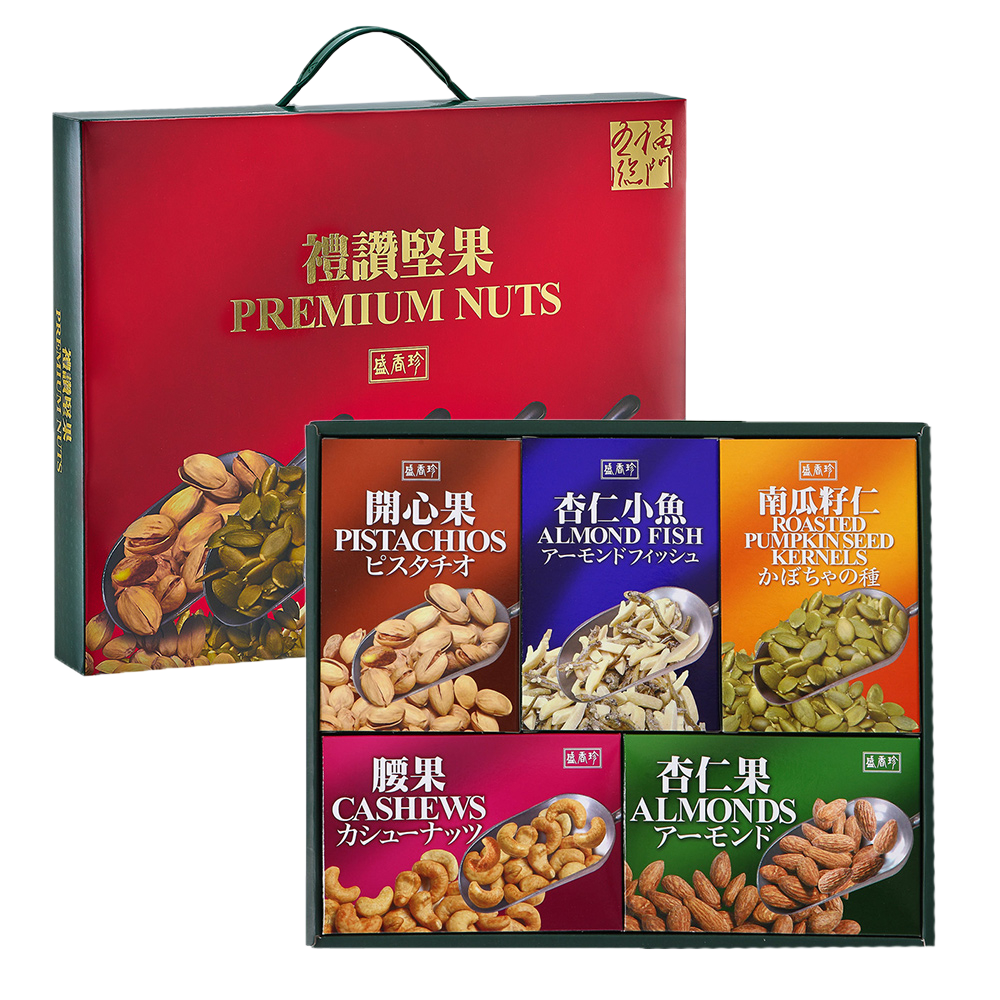 五福
臨門
禮讚堅果
PREMIUM NUTS
盛香珍
禮讚堅果
PREMIUM NUTS
盛香珍
開心果
PISTACHIOS
ピスタチオ
盛香珍
杏仁小魚
ALMOND FISH
アーモンドフィッシュ
盛香珍
南瓜籽仁
ROASTED
PUMPKIN SEED
KERNELS
かぼちゃの種
盛香珍
腰果
CASHEWS
カシューナッツ
盛香珍
杏仁果
ALMONDS
アーモンド